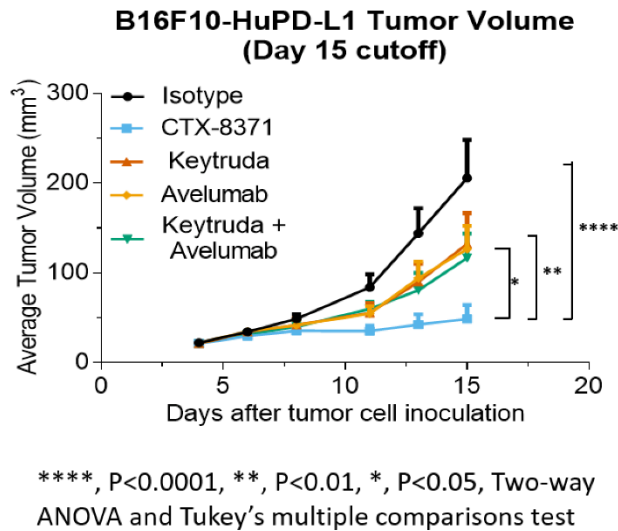 B16F10-HuPD-L1 Tumor Volume
(Day 15 cutoff)
Average Tumor Volume (mm³)
300
200
100
0
Isotype
CTX-8371
Keytruda
Avelumab
Keytruda +
Avelumab
*
**
****
0 5 10 15 20
Days after tumor cell inoculation
****, P<0.0001, **, P<0.01, *, P<0.05, Two-way
ANOVA and Tukey's multiple comparisons test